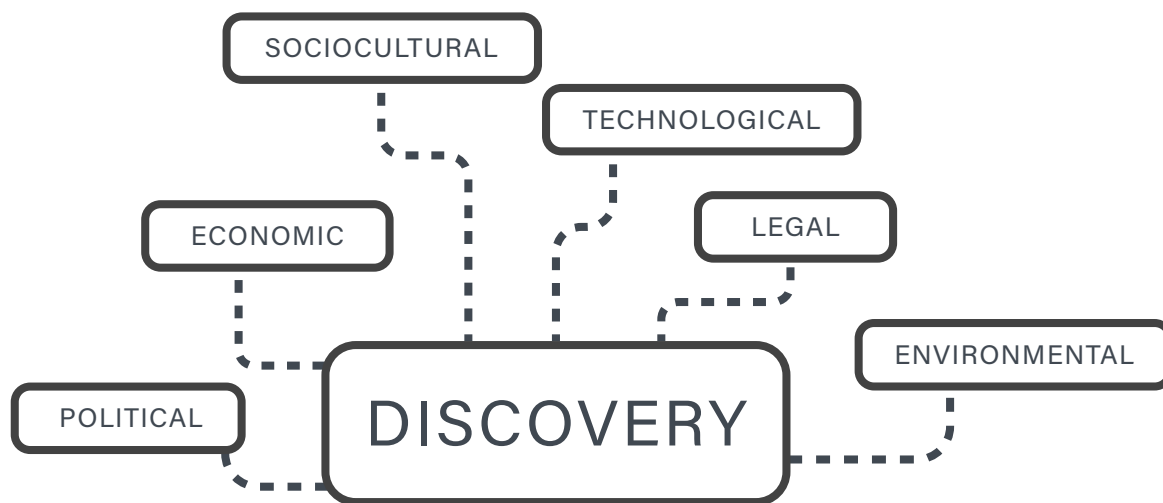 SOCIOCULTURAL
TECHNOLOGICAL
ECONOMIC
LEGAL
ENVIRONMENTAL
POLITICAL
DISCOVERY